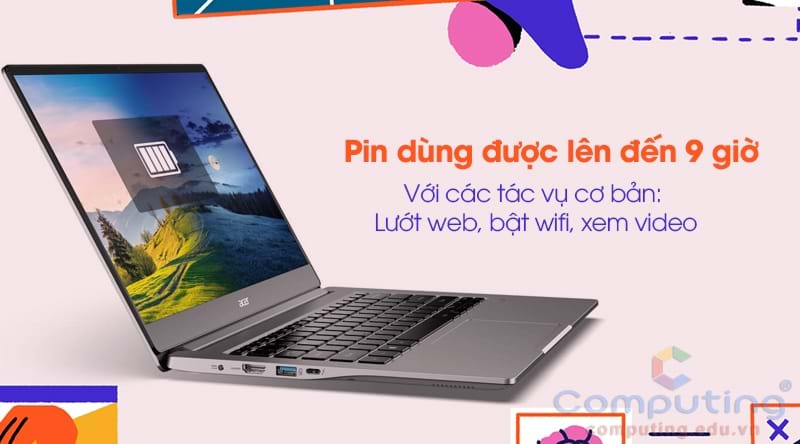 Pin dùng được lên đến 9 giờ
Với các tác vụ cơ bản:
Lướt web, bật wifi, xem video
acer
Computing
computing.edu.vn